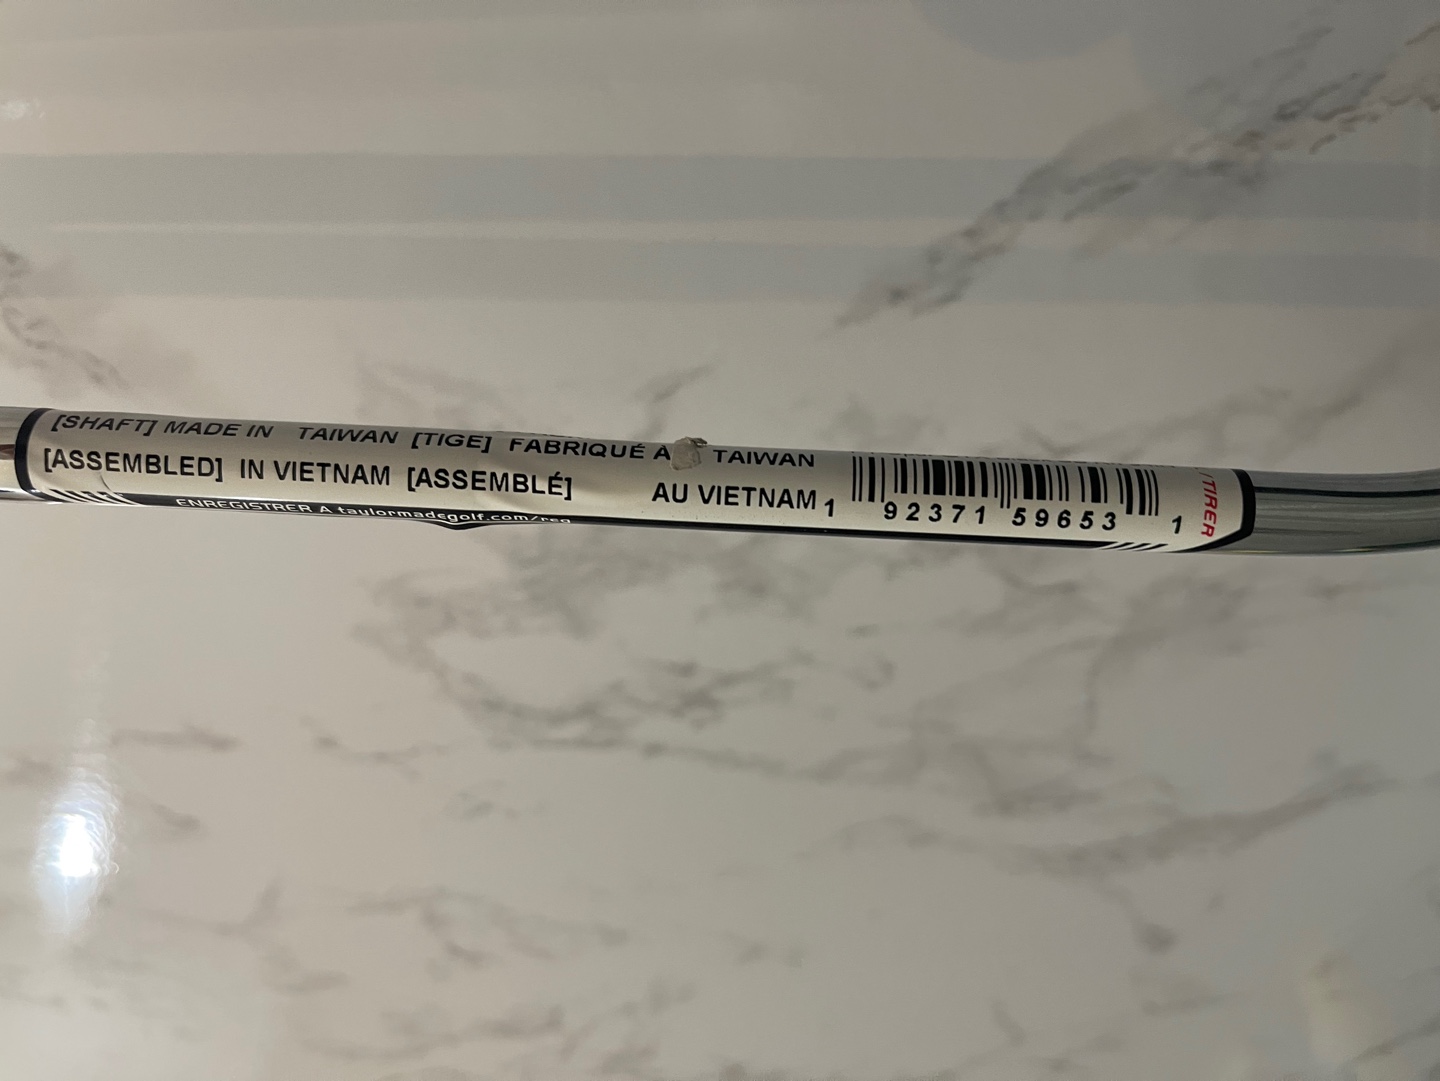 [SHAFT] MADE IN TAIWAN [TIGE] FABRIQUÉ À TAIWAN
[ASSEMBLED] IN VIETNAM [ASSEMBLÉ] AU VIETNAM
1 92371 59653 1
/TIRER
ENREGISTRER À taylormadegolf.com/reg